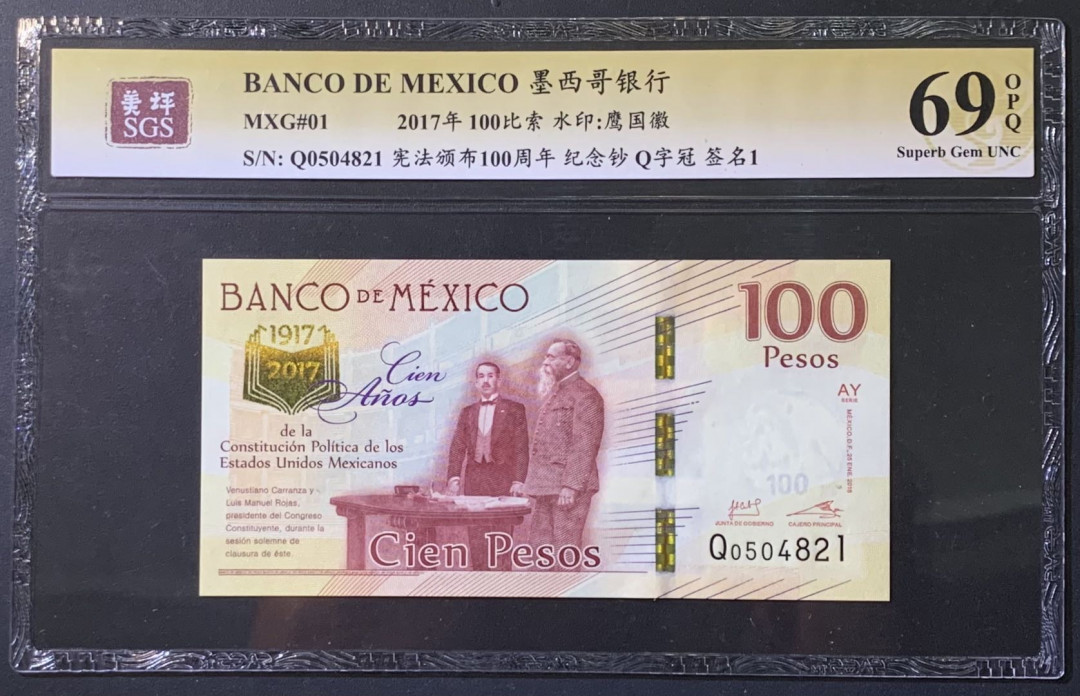 美评
SGS
BANCO DE MEXICO 墨西哥银行
MXG#01 2017年 100比索 水印:鹰国徽
S/N: Q0504821 宪法颁布100周年 纪念钞 Q字冠 签名1
69
OPQ
Superb Gem UNC
BANCO DE MÉXICO
1917
2017
Cien
Años
de la
Constitución Política de los
Estados Unidos Mexicanos
Venustiano Carranza y
Luis Manuel Rojas,
presidente del Congreso
Constituyente, durante la
sesión solemne de
clausura de éste.
Cien Pesos
100
Pesos
AY
SERIE
MÉXICO, D.F., 25 ENE. 2016
100
JUNTA DE GOBIERNO CAJERO PRINCIPAL
Q0504821